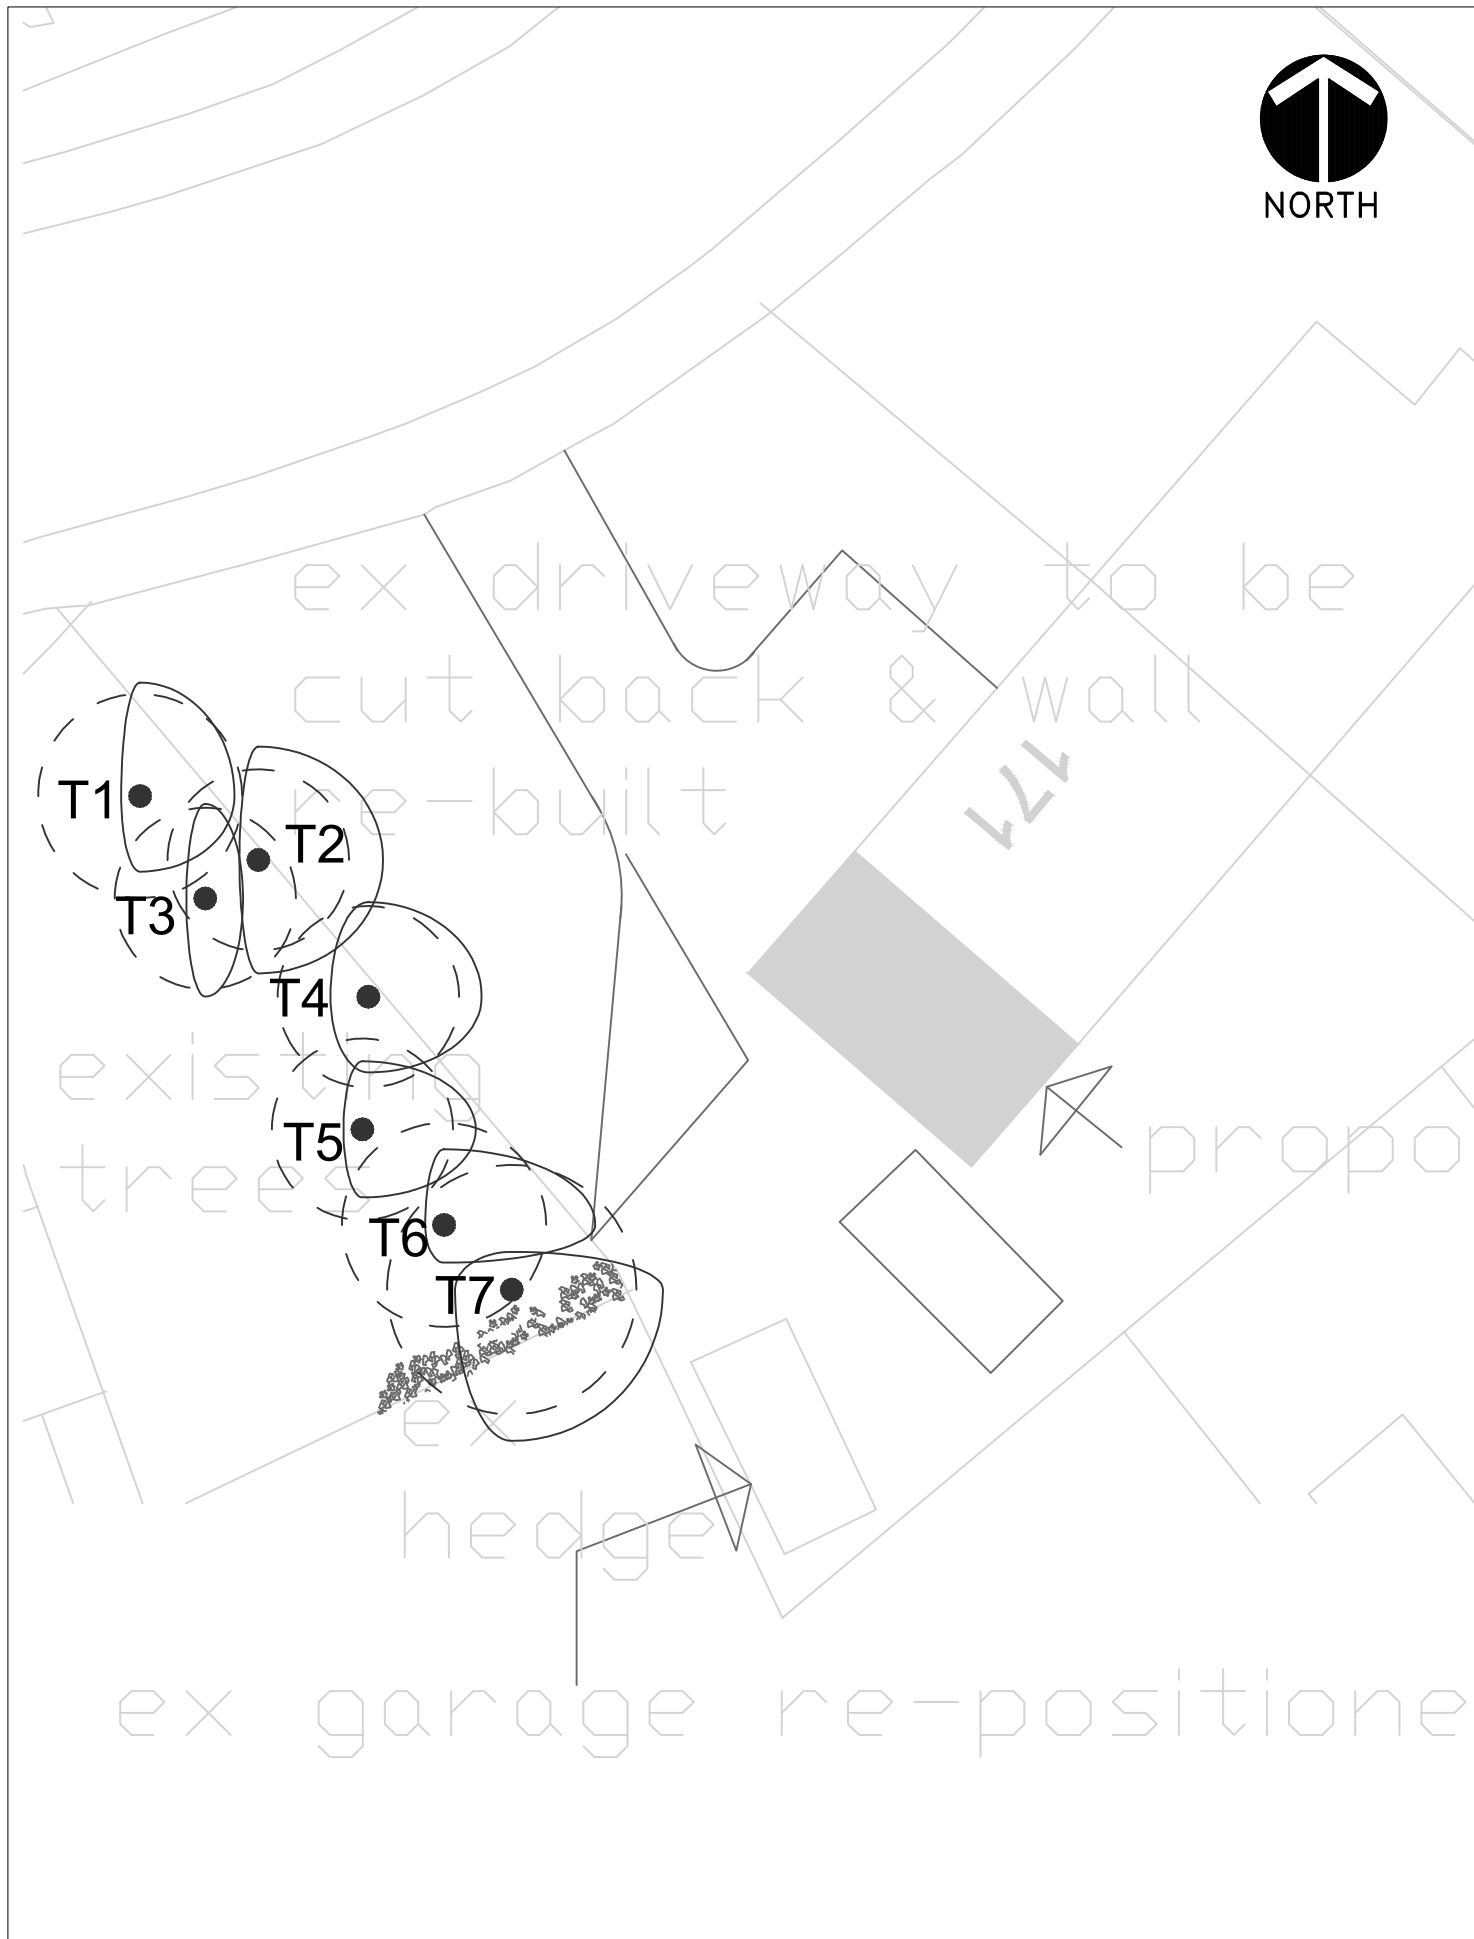 NORTH
ex driveway to be
cut back & wall
re-built
171
T1
T2
T3
T4
existing
trees
T5
propo
T6
T7
ex
hedge
ex garage re-positione